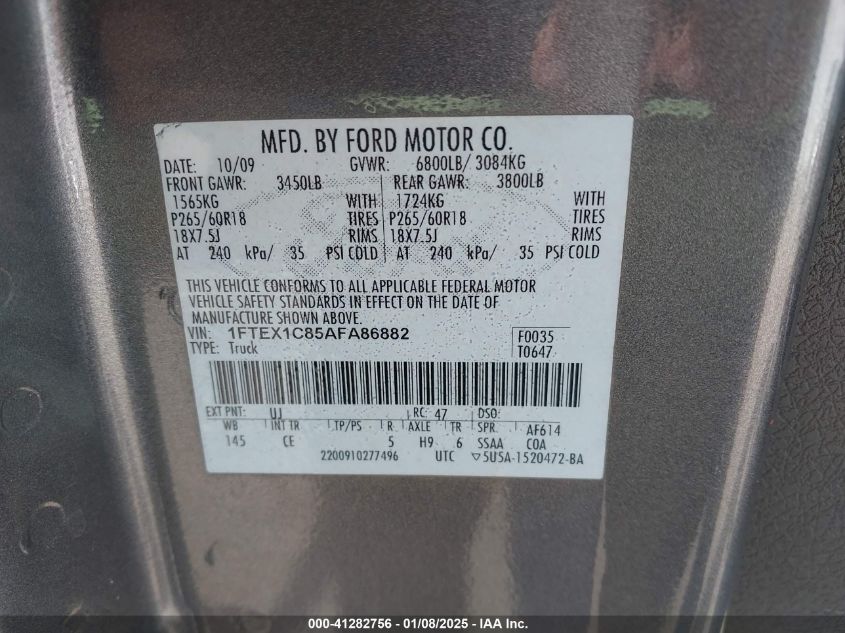 MFD. BY FORD MOTOR CO.
DATE: 10/09 GVWR: 6800LB/ 3084KG
FRONT GAWR: 3450LB REAR GAWR: 3800LB
1565KG WITH 1724KG WITH
P265/60R18 TIRES P265/60R18 TIRES
18X7.5J RIMS 18X7.5J RIMS
AT 240 kPa/ 35 PSI COLD AT 240 kPa/ 35 PSI COLD
THIS VEHICLE CONFORMS TO ALL APPLICABLE FEDERAL MOTOR
VEHICLE SAFETY STANDARDS IN EFFECT ON THE DATE OF
MANUFACTURE SHOWN ABOVE.
VIN: 1FTEX1C85AFA86882 F0035
TYPE: Truck T0647
EXT PNT: UJ RC: 47 DSO:
WB INT TR TP/PS R AXLE TR SPR AF614
145 CE 5 H9 6 SSAA COA
2200910277496 UTC ▽5U5A-1520472-BA
000-41282756 - 01/08/2025 - IAA Inc.